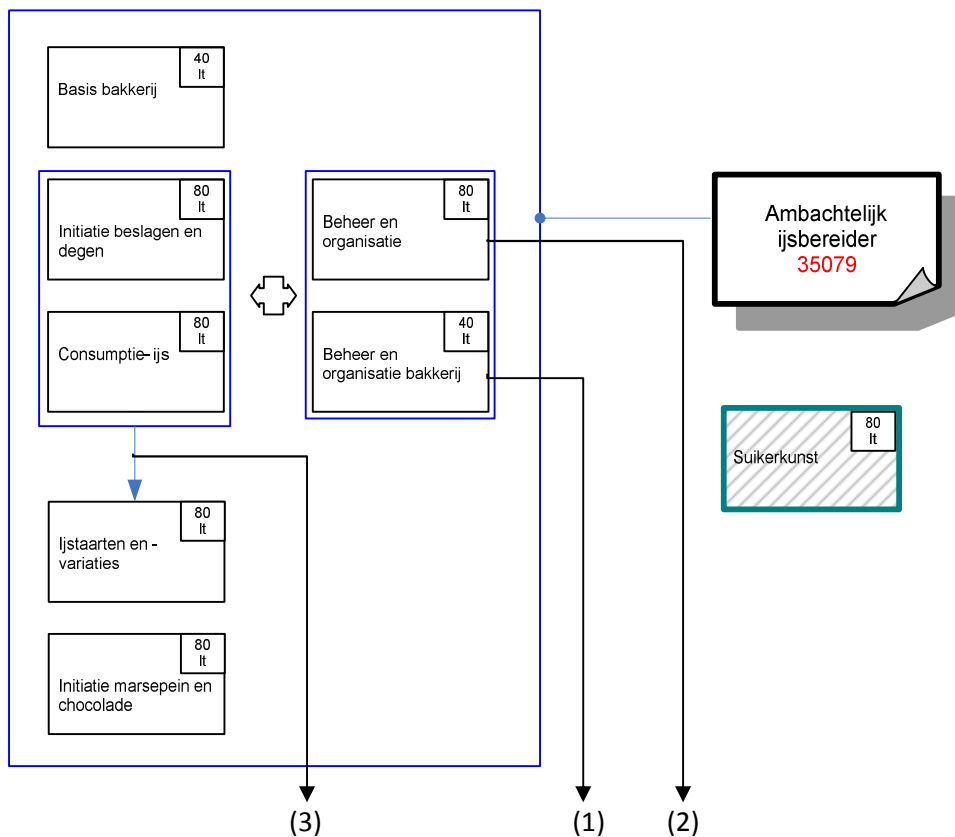 40
lt
Basis bakkerij
80
lt
Initiatie beslagen en
degen
80
lt
Beheer en
organisatie
Ambachtelijk
ijsbereider
35079
80
lt
Consumptie-ijs
40
lt
Beheer en
organisatie bakkerij
80
lt
Suikerkunst
80
lt
Ijstaarten en -
variaties
80
lt
Initiatie marsepein en
chocolade
(3)
(1)
(2)